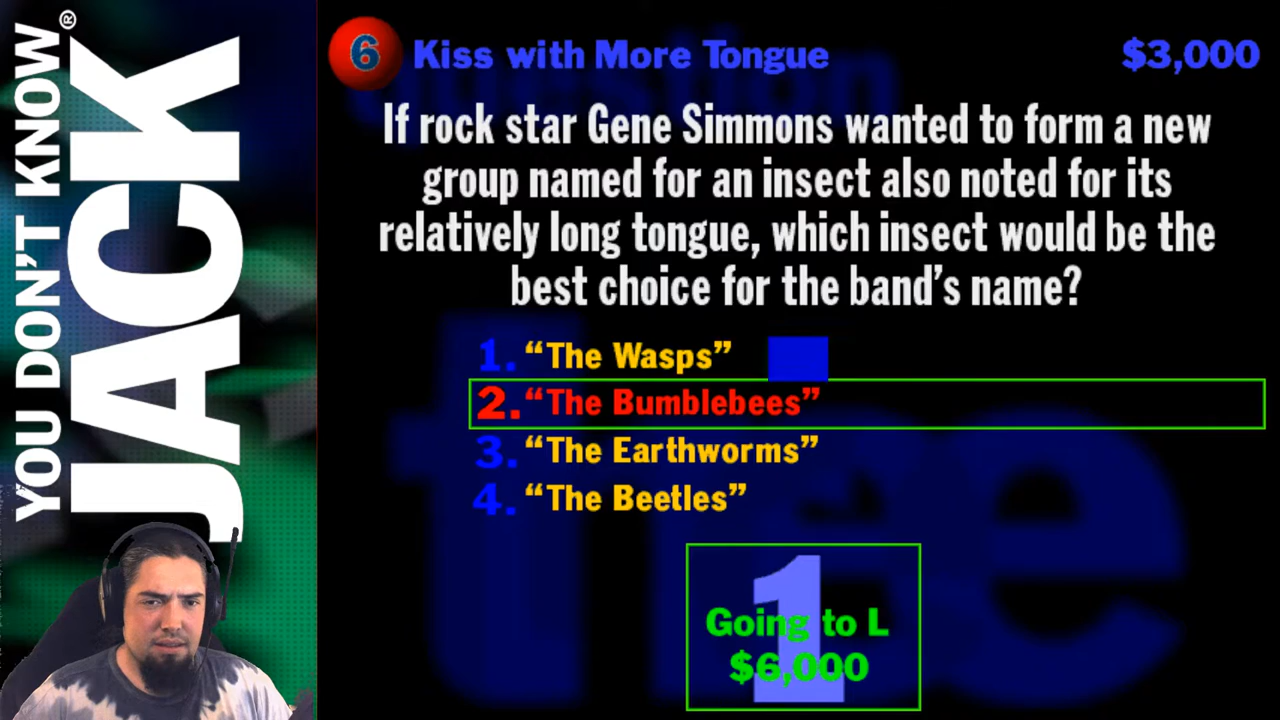 YOU DON'T KNOW
JACK®
6 Kiss with More Tongue $3,000
If rock star Gene Simmons wanted to form a new
group named for an insect also noted for its
relatively long tongue, which insect would be the
best choice for the band's name?
1. "The Wasps"
2. "The Bumblebees"
3. "The Earthworms"
4. "The Beetles"
1
Going to L
$6,000